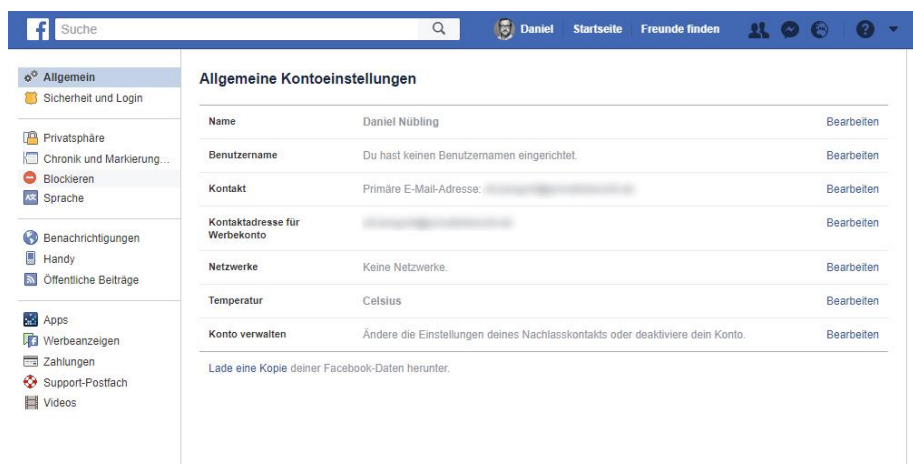 f Suche Daniel Startseite Freunde finden
Allgemein
Sicherheit und Login
Privatsphäre
Chronik und Markierung...
Blockieren
Sprache
Benachrichtigungen
Handy
Öffentliche Beiträge
Apps
Werbeanzeigen
Zahlungen
Support-Postfach
Videos
Allgemeine Kontoeinstellungen
Name Daniel Nübling Bearbeiten
Benutzername Du hast keinen Benutzernamen eingerichtet. Bearbeiten
Kontakt Primäre E-Mail-Adresse: Bearbeiten
Kontaktadresse für
Werbekonto Bearbeiten
Netzwerke Keine Netzwerke. Bearbeiten
Temperatur Celsius Bearbeiten
Konto verwalten Ändere die Einstellungen deines Nachlasskontakts oder deaktiviere dein Konto. Bearbeiten
Lade eine Kopie deiner Facebook-Daten herunter.